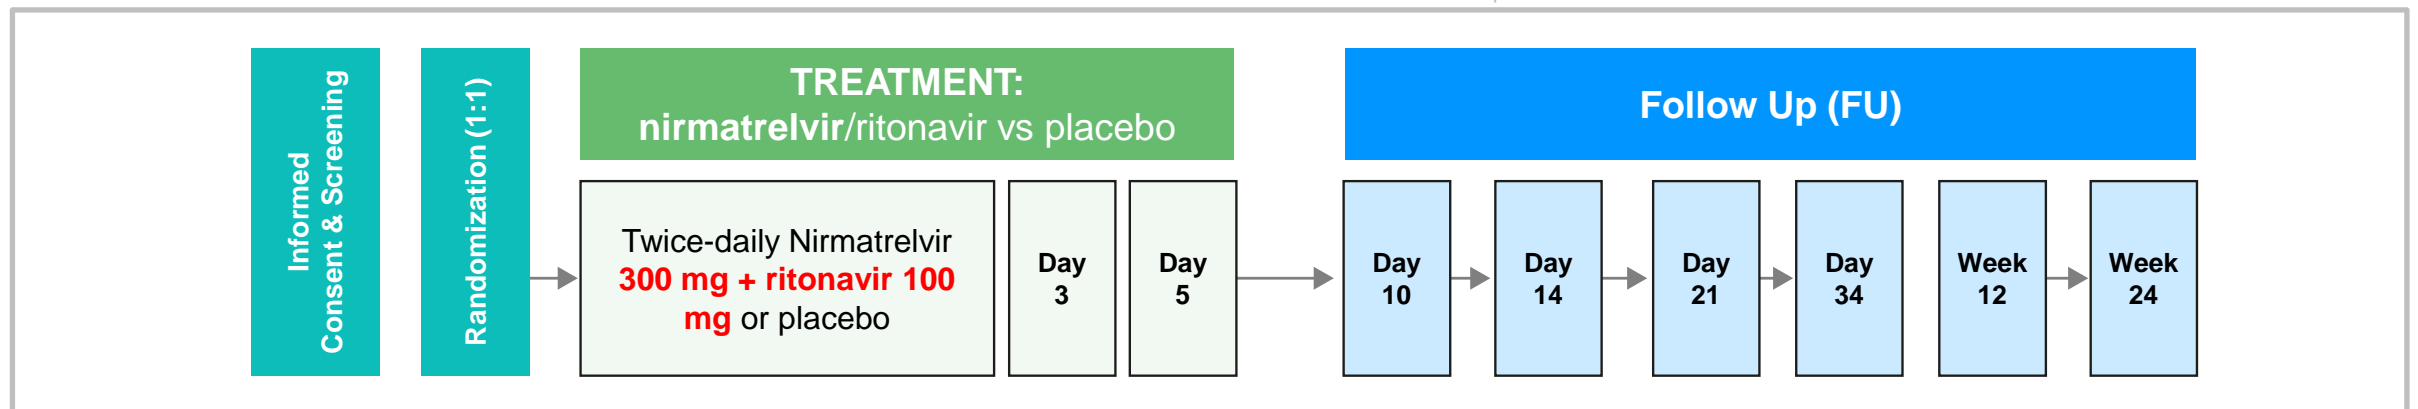 Informed
Consent & Screening
Randomization (1:1)
TREATMENT:
nirmatrelvir/ritonavir vs placebo
Twice-daily Nirmatrelvir
300 mg + ritonavir 100
mg or placebo
Day
3
Day
5
Follow Up (FU)
Day
10
Day
14
Day
21
Day
34
Week
12
Week
24